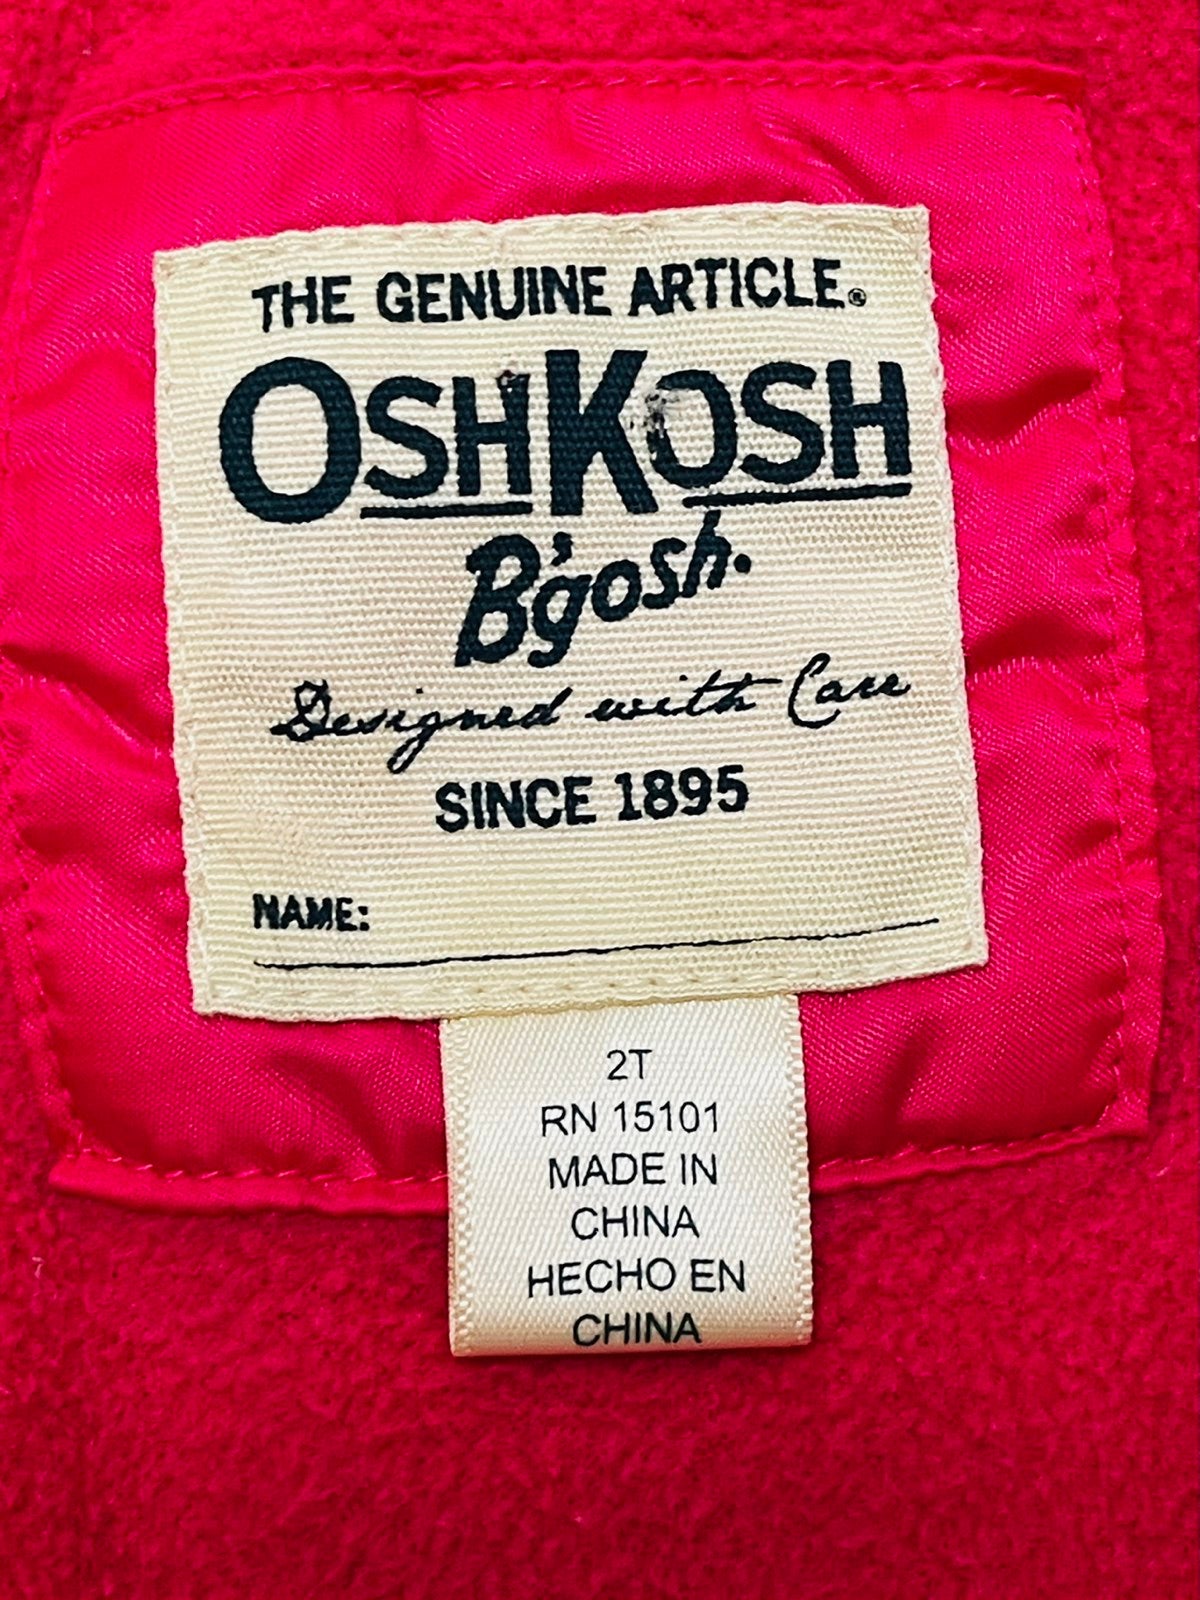 THE GENUINE ARTICLE®
OSHKOSH
B'gosh.
Designed with Care
SINCE 1895
NAME:
2T
RN 15101
MADE IN
CHINA
HECHO EN
CHINA